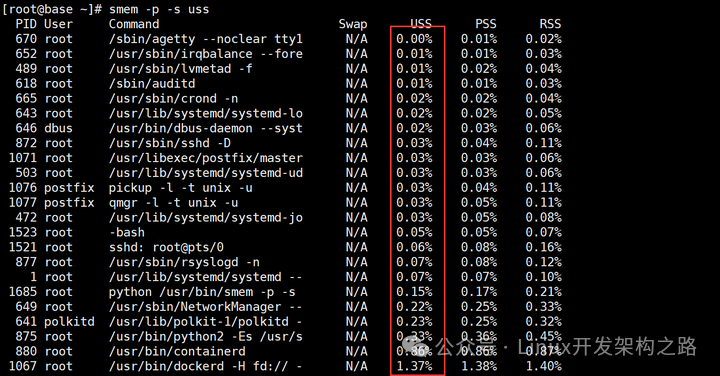 [root@base ~]# smem -p -s uss
PID User Command Swap USS PSS RSS
670 root /sbin/agetty --noclear tty1 N/A 0.00% 0.01% 0.02%
652 root /usr/sbin/irqbalance --fore N/A 0.01% 0.01% 0.03%
489 root /usr/sbin/lvmetad -f N/A 0.01% 0.02% 0.04%
618 root /sbin/auditd N/A 0.01% 0.01% 0.03%
665 root /usr/sbin/crond -n N/A 0.02% 0.02% 0.04%
643 root /usr/lib/systemd/systemd-lo N/A 0.02% 0.02% 0.05%
646 dbus /usr/bin/dbus-daemon --syst N/A 0.02% 0.03% 0.06%
872 root /usr/sbin/sshd -D N/A 0.03% 0.04% 0.11%
1071 root /usr/libexec/postfix/master N/A 0.03% 0.03% 0.06%
503 root /usr/lib/systemd/systemd-ud N/A 0.03% 0.03% 0.06%
1076 postfix pickup -l -t unix -u N/A 0.03% 0.04% 0.11%
1077 postfix qmgr -l -t unix -u N/A 0.03% 0.05% 0.11%
472 root /usr/lib/systemd/systemd-jo N/A 0.03% 0.05% 0.08%
1523 root -bash N/A 0.05% 0.05% 0.07%
1521 root sshd: root@pts/0 N/A 0.06% 0.08% 0.16%
877 root /usr/sbin/rsyslogd -n N/A 0.07% 0.08% 0.12%
1 root /usr/lib/systemd/systemd -- N/A 0.07% 0.07% 0.10%
1685 root python /usr/bin/smem -p -s N/A 0.15% 0.17% 0.21%
649 root /usr/sbin/NetworkManager -- N/A 0.22% 0.25% 0.33%
641 polkitd /usr/lib/polkit-1/polkitd - N/A 0.23% 0.25% 0.32%
875 root /usr/bin/python2 -Es /usr/s N/A 0.33% 0.36% 0.45%
880 root /usr/bin/containerd N/A 0.86% 0.86% 0.87%
1067 root /usr/bin/dockerd -H fd:// - N/A 1.37% 1.38% 1.40%
公众号 · Linux开发架构之路